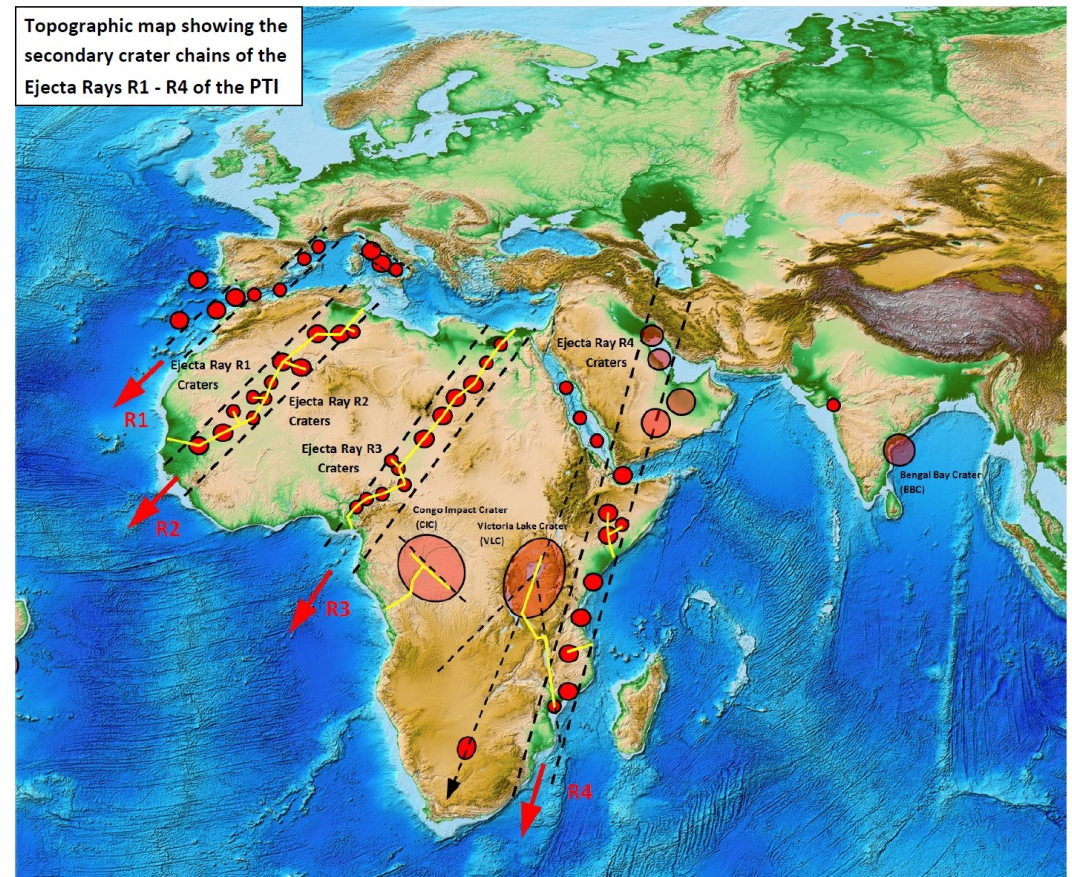 Topographic map showing the
secondary crater chains of the
Ejecta Rays R1 - R4 of the PTI
Ejecta Ray R4
Craters
Ejecta Ray R1
Craters
R1
Ejecta Ray R2
Craters
Ejecta Ray R3
Craters
Bengal Bay Crater
(BBC)
R2
Congo Impact Crater
(CIC)
Victoria Lake Crater
(VLC)
R3
R4